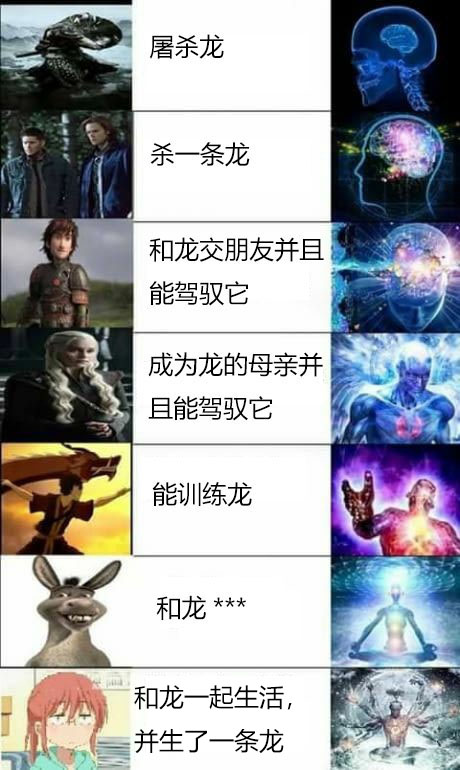 屠杀龙
杀一条龙
和龙交朋友并且
能驾驭它
成为龙的母亲并
且能驾驭它
能训练龙
和龙 ***
和龙一起生活，
并生了一条龙